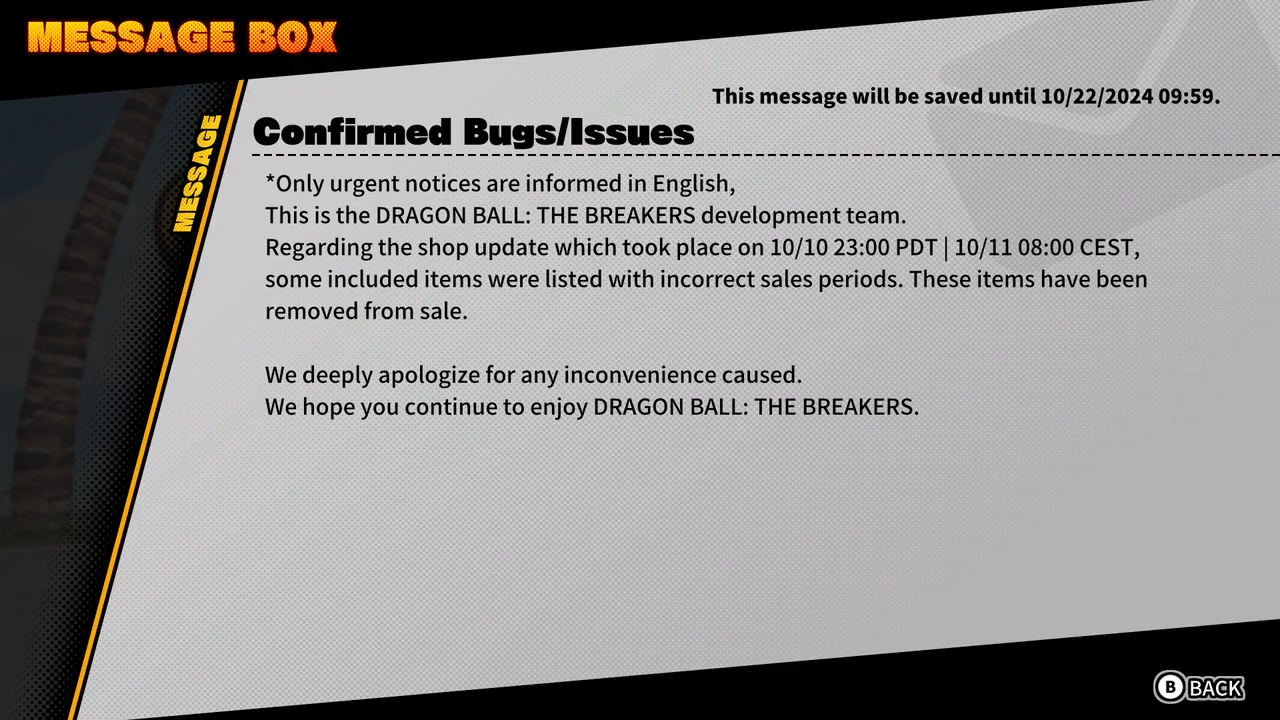 MESSAGE BOX
MESSAGE
This message will be saved until 10/22/2024 09:59.
Confirmed Bugs/Issues
*Only urgent notices are informed in English,
This is the DRAGON BALL: THE BREAKERS development team.
Regarding the shop update which took place on 10/10 23:00 PDT | 10/11 08:00 CEST,
some included items were listed with incorrect sales periods. These items have been
removed from sale.
We deeply apologize for any inconvenience caused.
We hope you continue to enjoy DRAGON BALL: THE BREAKERS.
B BACK